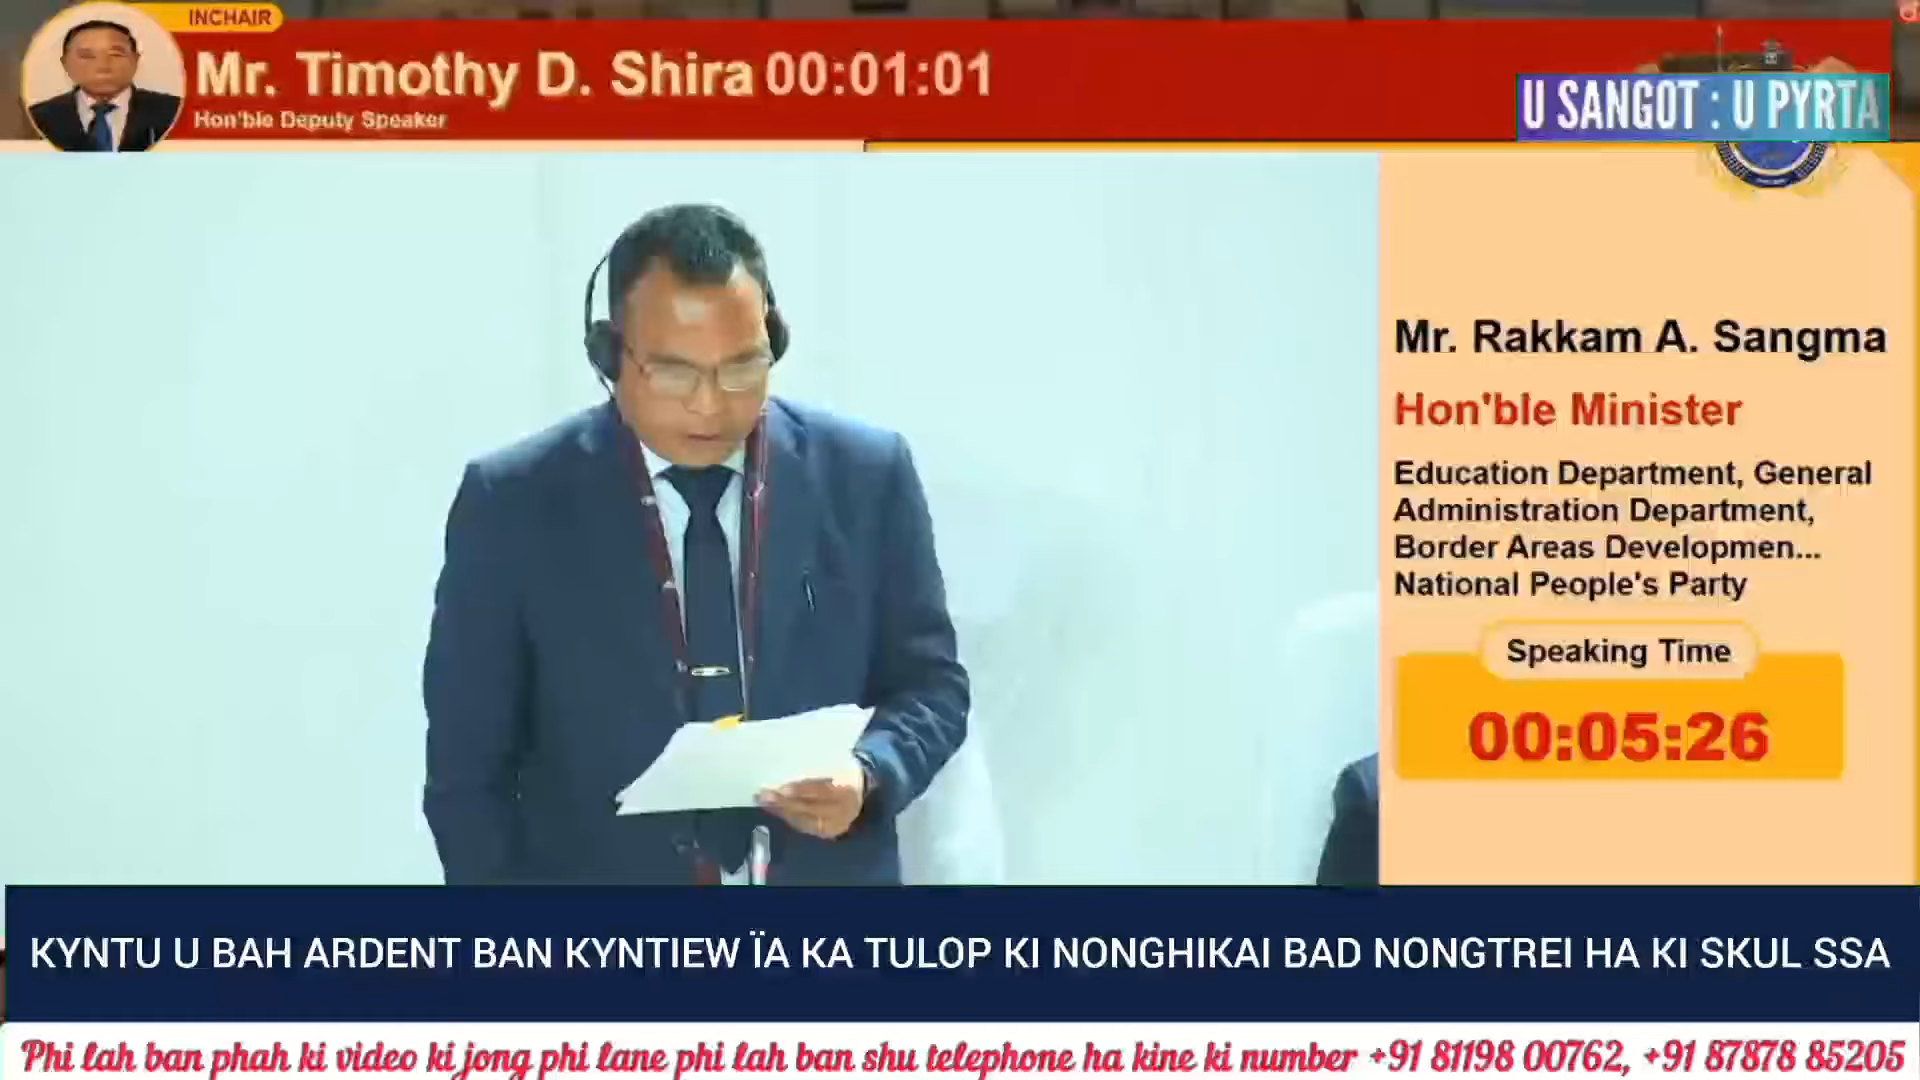 INCHAIR
Mr. Timothy D. Shira 00:01:01
Hon'ble Deputy Speaker
U SANGOT : U PYRTA
Mr. Rakkam A. Sangma
Hon'ble Minister
Education Department, General
Administration Department,
Border Areas Developmen...
National People's Party
Speaking Time
00:05:26
KYNTU U BAH ARDENT BAN KYNTIEW ÏA KA TULOP KI NONGHIKAI BAD NONGTREI HA KI SKUL SSA
Phi lah ban phah ki video ki jong phi lane phi lah ban shu telephone ha kine ki number +91 81198 00762, +91 87878 85205